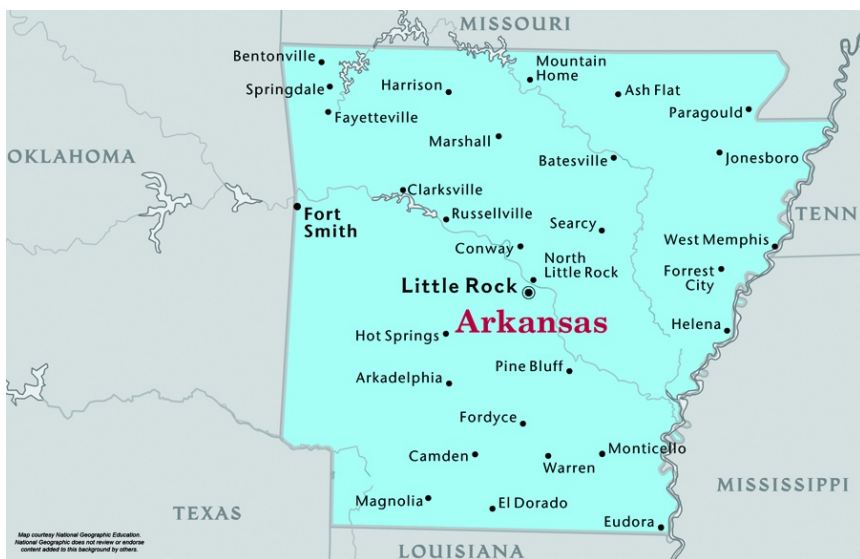 MISSOURI
Bentonville
Mountain
Home
Springdale
Harrison
Ash Flat
Fayetteville
Paragould
Marshall
OKLAHOMA
Batesville
Jonesboro
Clarksville
Fort
Smith
Russellville
TENN
Searcy
Conway
West Memphis
North
Little Rock
Forrest
City
Little Rock
Arkansas
Helena
Hot Springs
Pine Bluff
Arkadelphia
Fordyce
Camden
Warren
Monticello
MISSISSIPPI
Magnolia
El Dorado
TEXAS
Eudora
Map courtesy National Geographic Education.
National Geographic does not review or endorse
content added to this background by others.
LOUISIANA